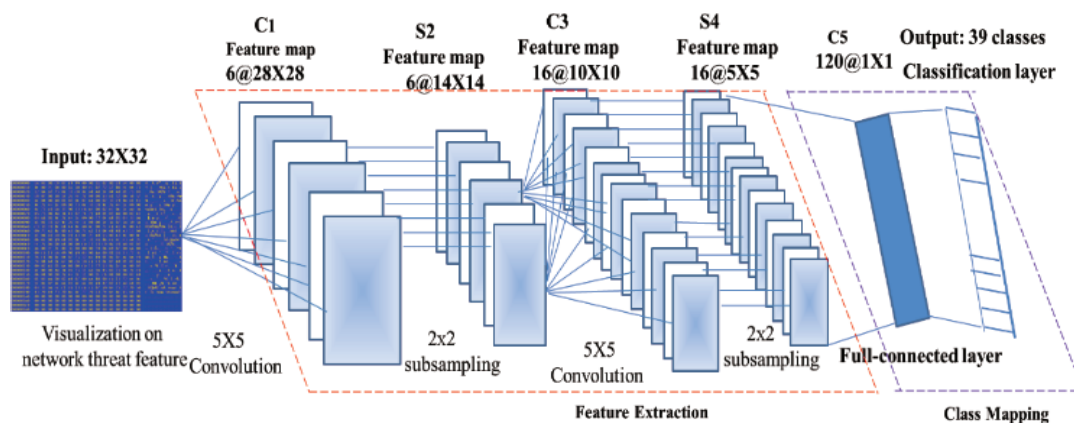 C1
Feature map
6@28X28
S2
Feature map
6@14X14
C3
Feature map
16@10X10
S4
Feature map
16@5X5
C5
120@1X1
Output: 39 classes
Classification layer
Input: 32X32
Visualization on
network threat feature
5X5
Convolution
2x2
subsampling
5X5
Convolution
2x2
subsampling
Full-connected layer
Feature Extraction
Class Mapping